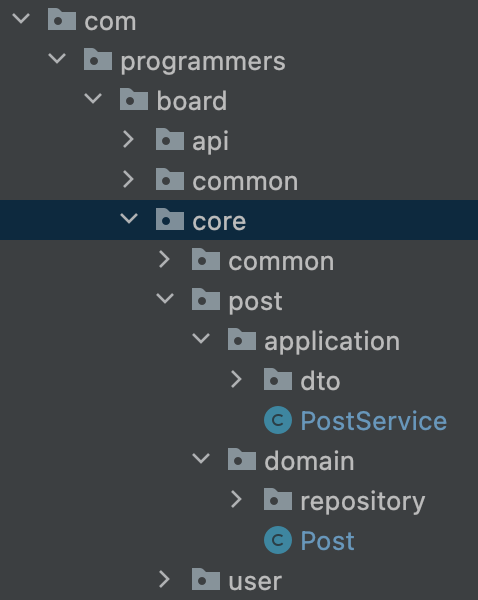 com
programmers
board
api
common
core
common
post
application
dto
C PostService
domain
repository
C Post
user